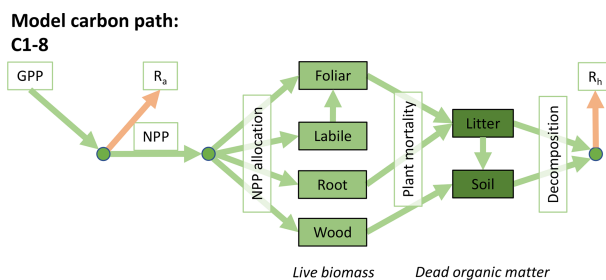 Model carbon path:
C1-8
GPP
Ra
NPP
NPP allocation
Foliar
Labile
Root
Wood
Plant mortality
Litter
Soil
Decomposition
Rh
Live biomass
Dead organic matter